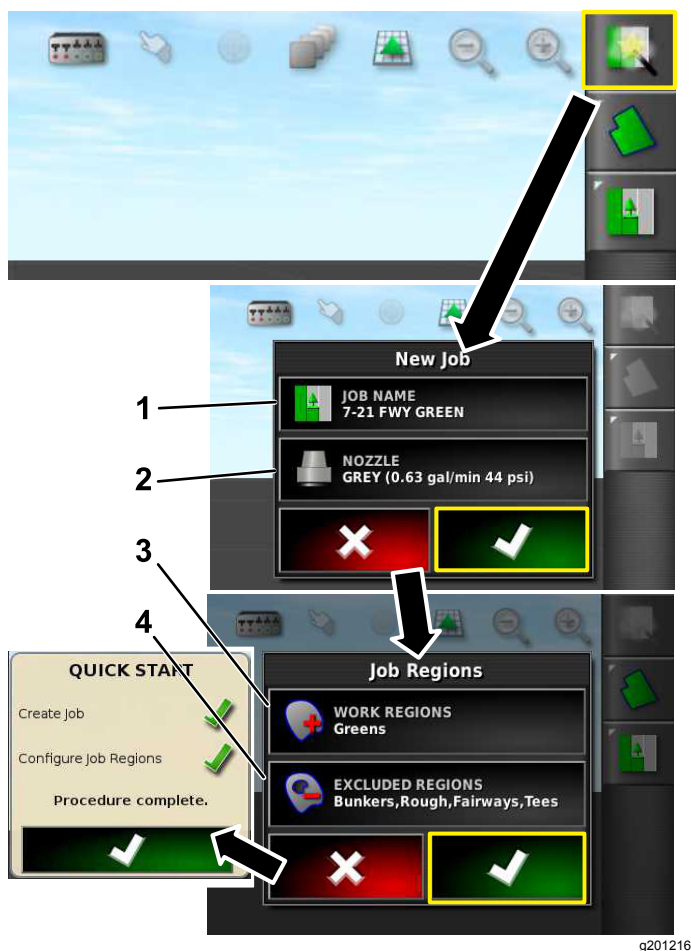 New Job
1
JOB NAME
7-21 FWY GREEN
2
NOZZLE
GREY (0.63 gal/min 44 psi)
3
4
Job Regions
WORK REGIONS
Greens
EXCLUDED REGIONS
Bunkers,Rough,Fairways,Tees
QUICK START
Create Job
Configure Job Regions
Procedure complete.
g201216